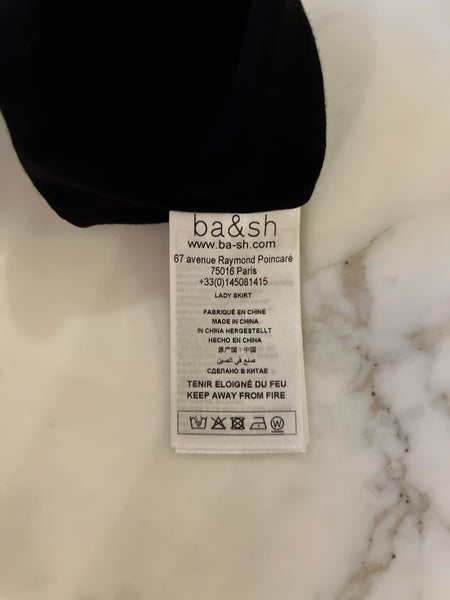 ba&sh
www.ba-sh.com
67 avenue Raymond Poincaré
75016 Paris
+33(0)145081415
LADY SKIRT
FABRIQUÉ EN CHINE
MADE IN CHINA
IN CHINA HERGESTELLT
HECHO EN CHINA
原产国：中国
صنع في الصين
СДЕЛАНО В КИТАЕ
TENIR ELOIGNÉ DU FEU
KEEP AWAY FROM FIRE
W